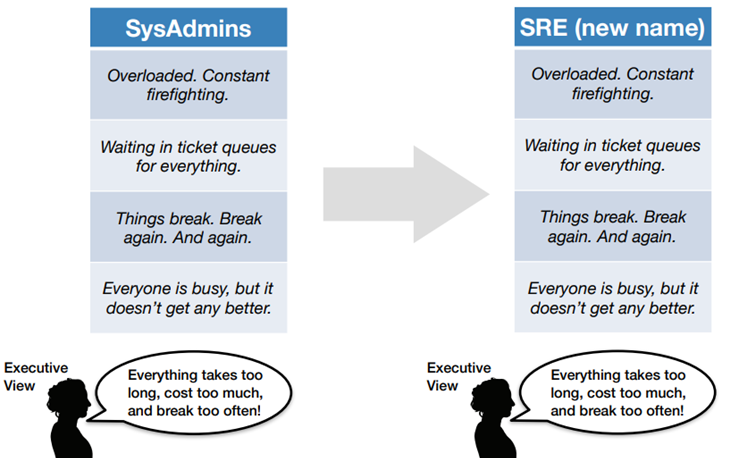 SysAdmins
Overloaded. Constant
firefighting.
Waiting in ticket queues
for everything.
Things break. Break
again. And again.
Everyone is busy, but it
doesn't get any better.
Executive
View
Everything takes too
long, cost too much,
and break too often!
SRE (new name)
Overloaded. Constant
firefighting.
Waiting in ticket queues
for everything.
Things break. Break
again. And again.
Everyone is busy, but it
doesn't get any better.
Executive
View
Everything takes too
long, cost too much,
and break too often!